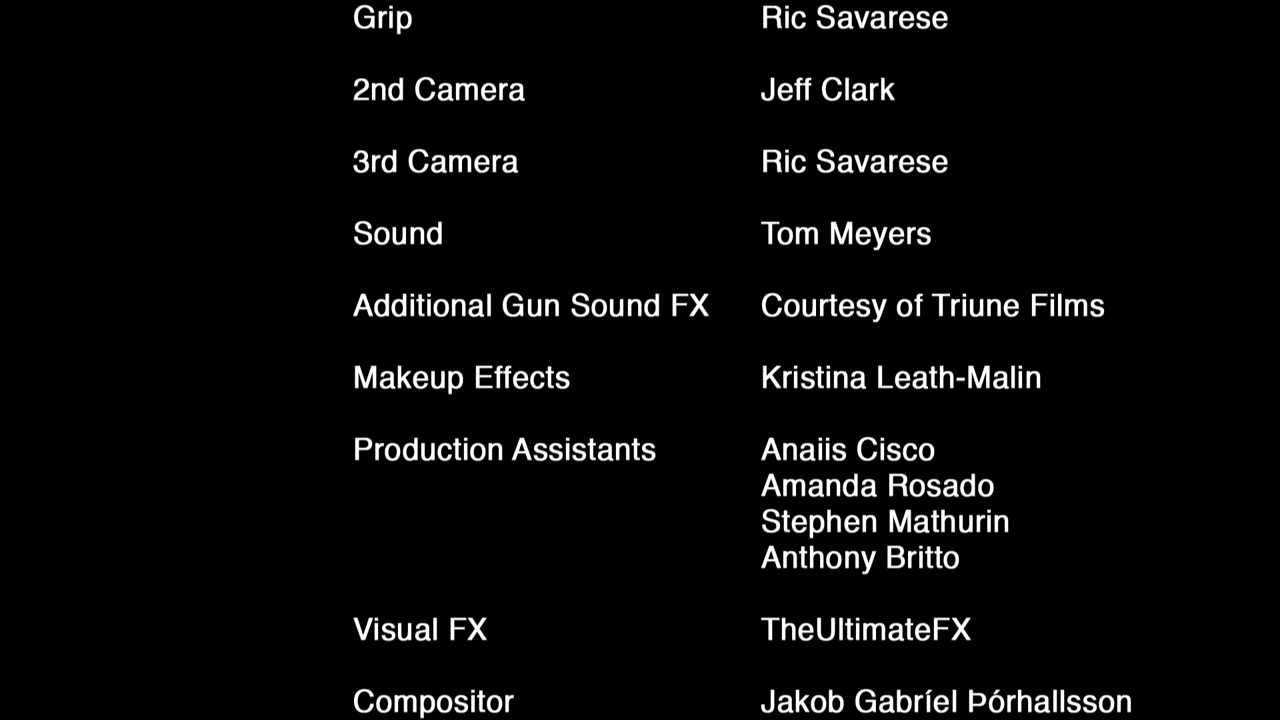 Grip Ric Savarese
2nd Camera Jeff Clark
3rd Camera Ric Savarese
Sound Tom Meyers
Additional Gun Sound FX Courtesy of Triune Films
Makeup Effects Kristina Leath-Malin
Production Assistants Anaiis Cisco
Amanda Rosado
Stephen Mathurin
Anthony Britto
Visual FX TheUltimateFX
Compositor Jakob Gabríel Þórhallsson